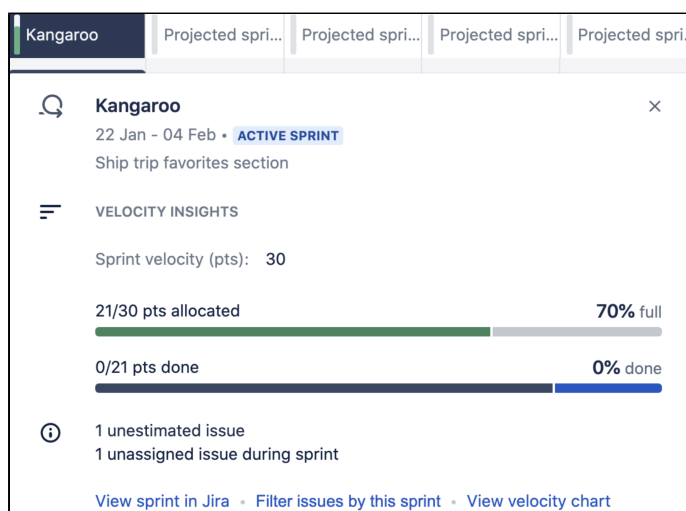 Kangaroo
Projected spri...
Projected spri...
Projected spri...
Projected spri.
Kangaroo
22 Jan - 04 Feb • ACTIVE SPRINT
Ship trip favorites section
VELOCITY INSIGHTS
Sprint velocity (pts): 30
21/30 pts allocated 70% full
0/21 pts done 0% done
1 unestimated issue
1 unassigned issue during sprint
View sprint in Jira • Filter issues by this sprint • View velocity chart